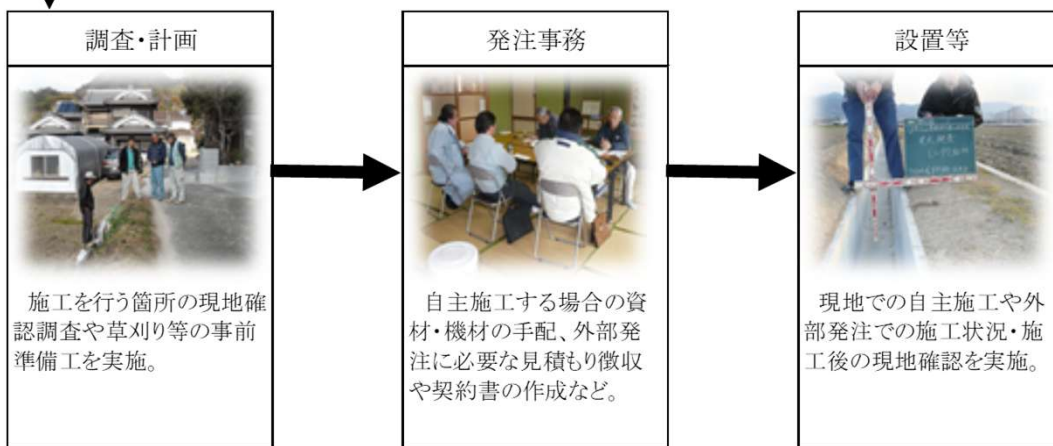 調査・計画
施工を行う箇所の現地確
認調査や草刈り等の事前
準備工を実施。
発注事務
自主施工する場合の資
材・機材の手配、外部発
注に必要な見積もり徴収
や契約書の作成など。
設置等
現地での自主施工や外
部発注での施工状況・施
工後の現地確認を実施。